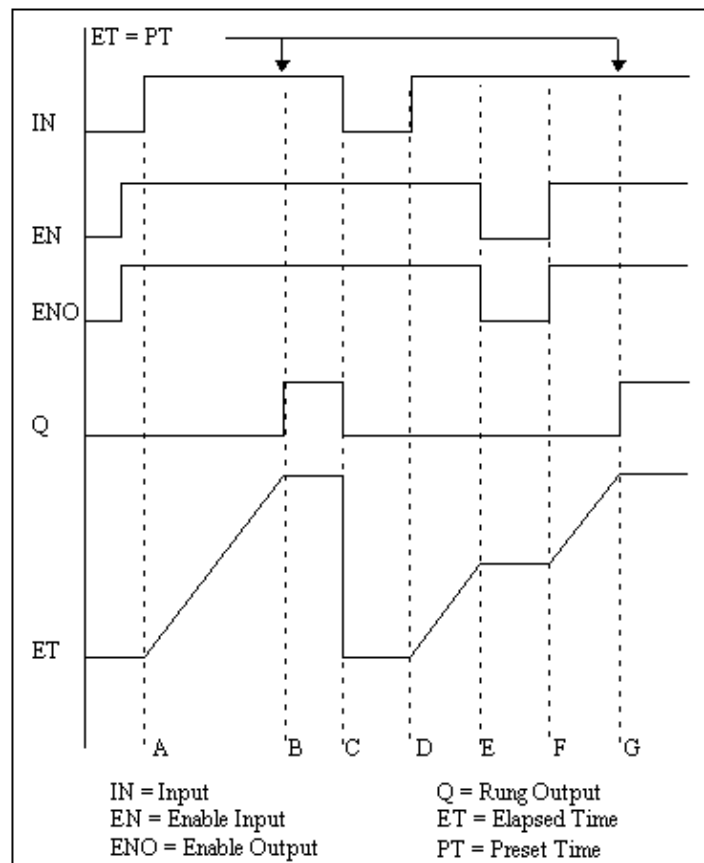 ET = PT
IN
EN
ENO
Q
ET
A B C D E F G
IN = Input
EN = Enable Input
ENO = Enable Output
Q = Rung Output
ET = Elapsed Time
PT = Preset Time